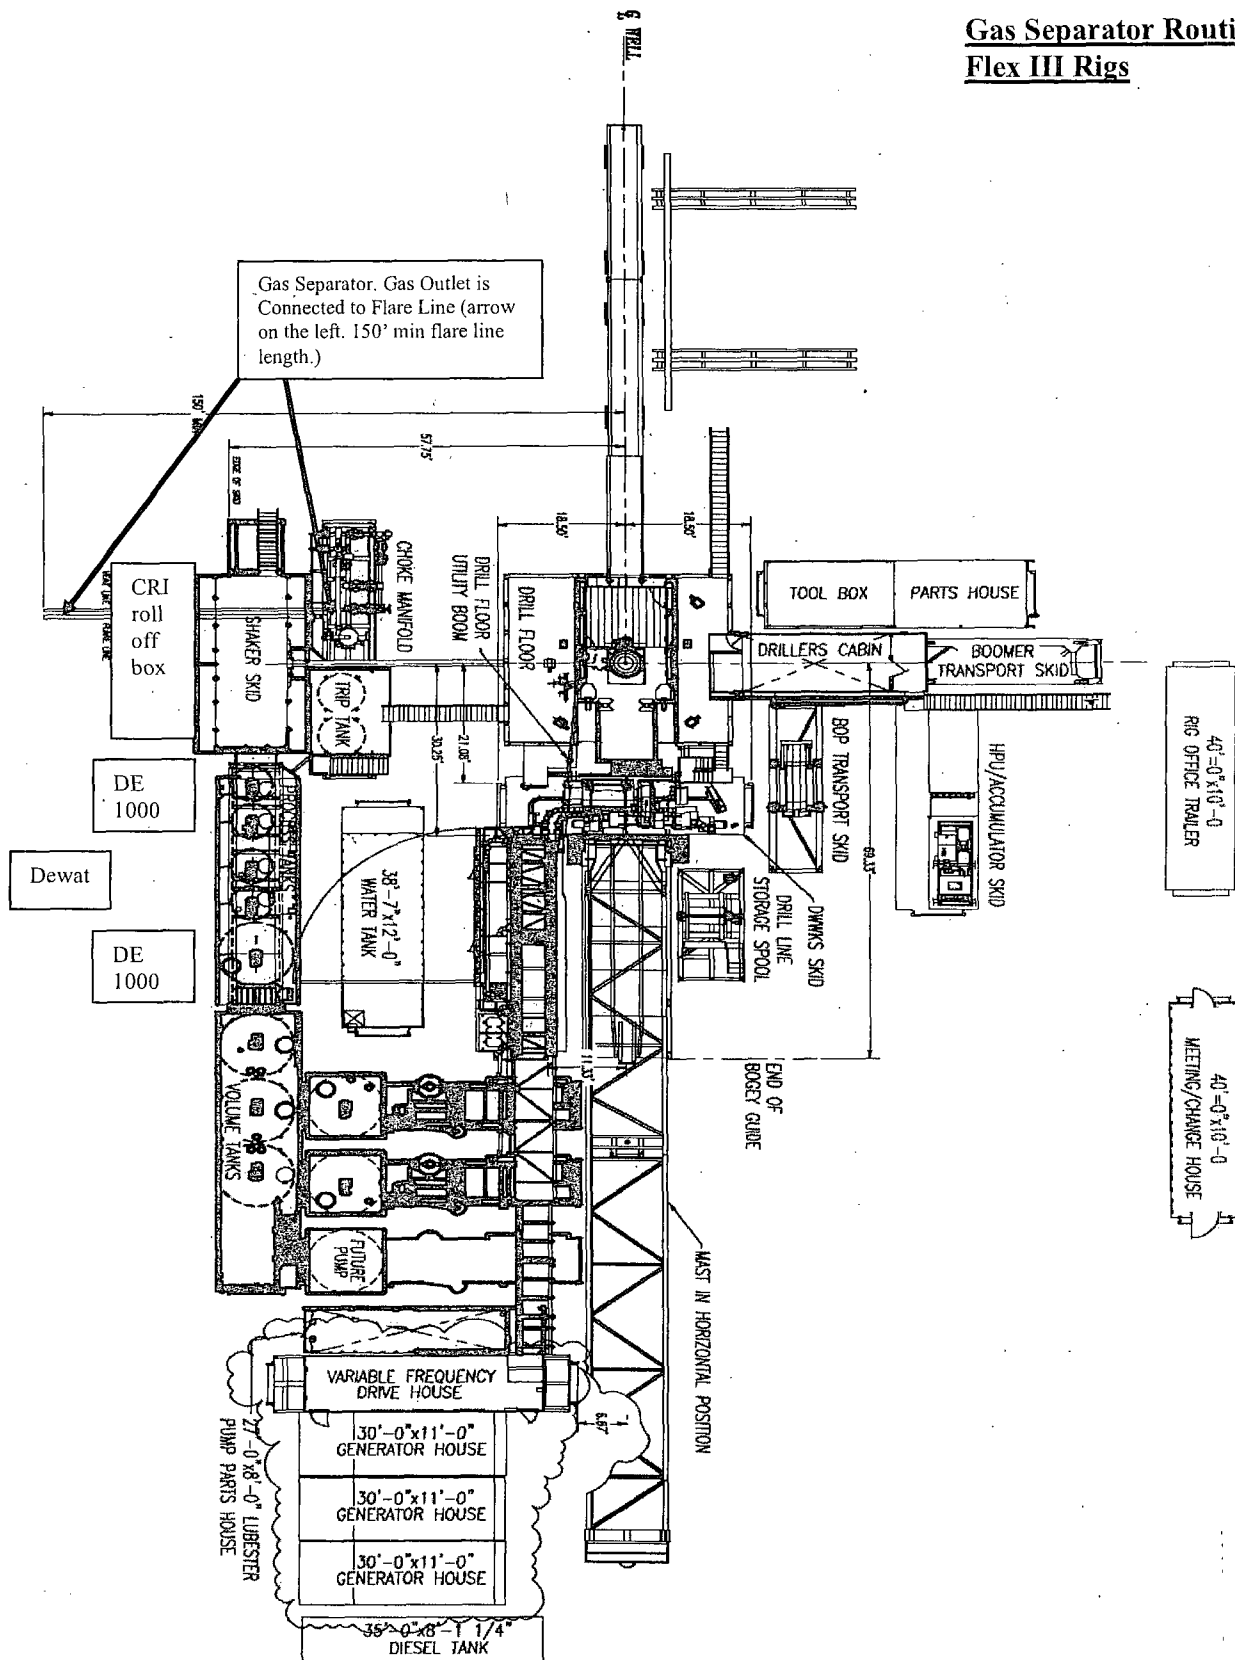 Gas Separator Routi
Flex III Rigs
WELL
Gas Separator. Gas Outlet is
Connected to Flare Line (arrow
on the left. 150' min flare line
length.)
150'
57.75'
EDGE OF SKID
18.50'
18.50'
CHOKE MANIFOLD
DRILL FLOOR
UTILITY BOOM
DRILL FLOOR
TOOL BOX
PARTS HOUSE
CRI
roll
off
box
SHAKER SKID
TRIP
TANK
DRILLERS CABIN
BOOMER
TRANSPORT SKID
21.08'
30.25'
BOP TRANSPORT SKID
HPU/ACCUMULATOR SKID
40'=0"x10'-0
RIG OFFICE TRAILER
DE
1000
TANKS
Dewat
38'-7"x12'-0"
WATER TANK
69.33'
DWWKS SKID
DRILL LINE
STORAGE SPOOL
DE
1000
11.33'
END OF
BOGEY GUIDE
40'=0"x10'-0
MEETING/CHANGE HOUSE
VOLUME TANKS
FUTURE
PUMP
MAST IN HORIZONTAL POSITION
VARIABLE FREQUENCY
DRIVE HOUSE
6.67'
27'-0"x8'-0" LUBESTER
PUMP PARTS HOUSE
30'-0"x11'-0"
GENERATOR HOUSE
30'-0"x11'-0"
GENERATOR HOUSE
30'-0"x11'-0"
GENERATOR HOUSE
35'-0"x8'-1 1/4"
DIESEL TANK